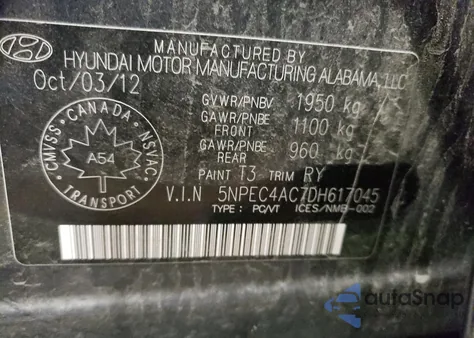 MANUFACTURED BY
HYUNDAI MOTOR MANUFACTURING ALABAMA, LLC
Oct/03/12
GVWR/PNBV 1950 kg
GAWR/PNBE FRONT 1100 kg
GAWR/PNBE REAR 960 kg
PAINT T3 TRIM RY
V.I.N 5NPEC4AC7DH617045
TYPE: PC/VT ICES/NMB-002
CANADA
CMVSS
NSVAC
A54
TRANSPORT
autoSnap